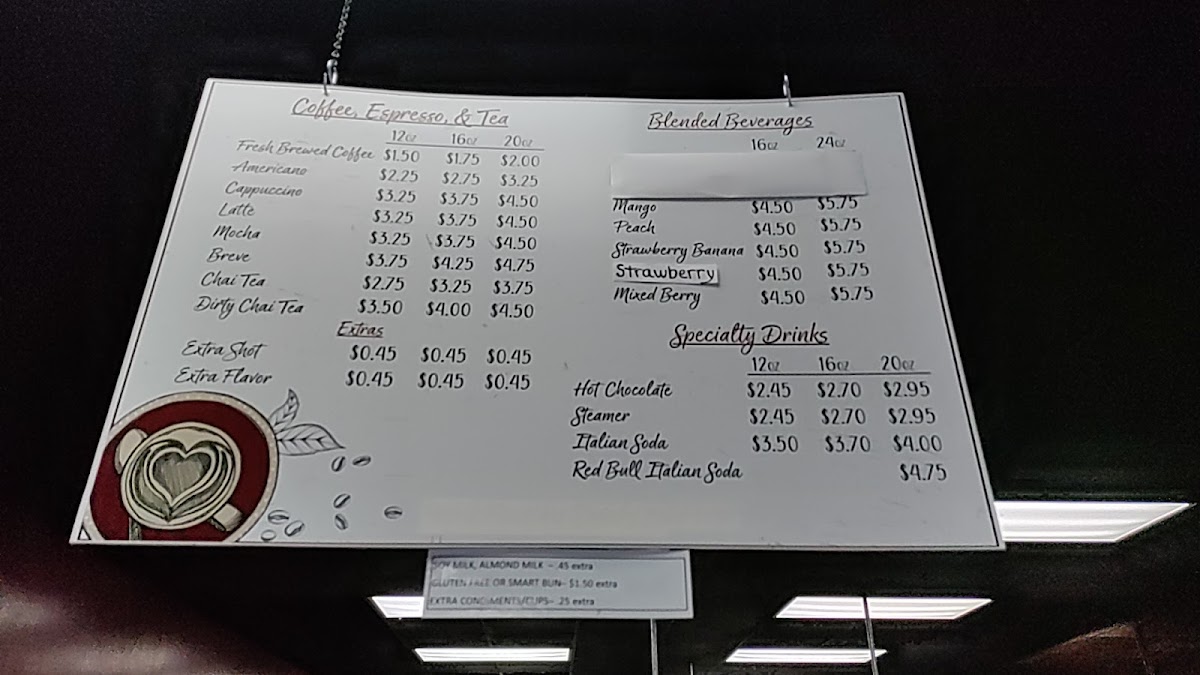 Coffee, Espresso, & Tea
12oz 16oz 20oz
Fresh Brewed Coffee $1.50 $1.75 $2.00
Americano $2.25 $2.75 $3.25
Cappuccino $3.25 $3.75 $4.50
Latte $3.25 $3.75 $4.50
Mocha $3.25 $3.75 $4.50
Breve $3.75 $4.25 $4.75
Chai Tea $2.75 $3.25 $3.75
Dirty Chai Tea $3.50 $4.00 $4.50
Extras
Extra Shot $0.45 $0.45 $0.45
Extra Flavor $0.45 $0.45 $0.45
Blended Beverages
16oz 24oz
Mango $4.50 $5.75
Peach $4.50 $5.75
Strawberry Banana $4.50 $5.75
Strawberry $4.50 $5.75
Mixed Berry $4.50 $5.75
Specialty Drinks
12oz 16oz 20oz
Hot Chocolate $2.45 $2.70 $2.95
Steamer $2.45 $2.70 $2.95
Italian Soda $3.50 $3.70 $4.00
Red Bull Italian Soda $4.75
SOY MILK, ALMOND MILK - .45 extra
GLUTEN FREE OR SMART BUN- $1.50 extra
EXTRA CONDIMENTS/CUPS- .25 extra